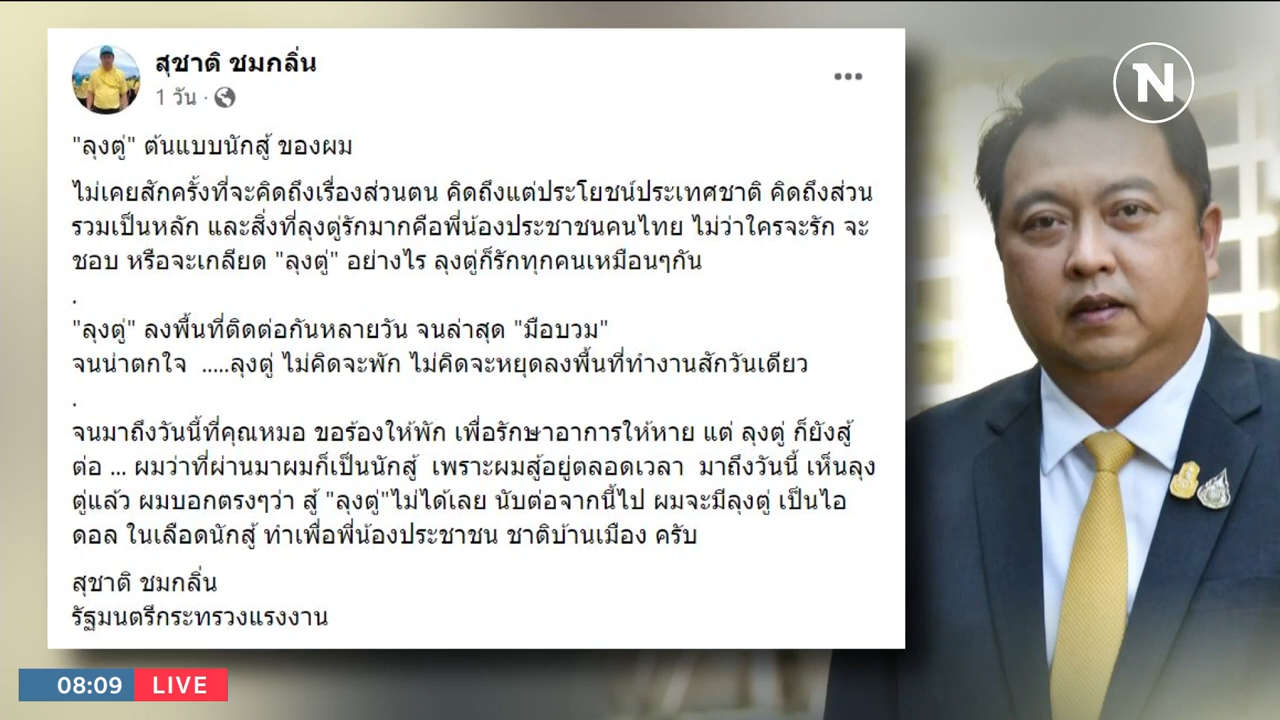 N
สุชาติ ชมกลิ่น
1 วัน ·
"ลุงตู่" ต้นแบบนักสู้ ของผม
ไม่เคยสักครั้งที่จะคิดถึงเรื่องส่วนตน คิดถึงแต่ประโยชน์ประเทศชาติ คิดถึงส่วน
รวมเป็นหลัก และสิ่งที่ลุงตู่รักมากคือพี่น้องประชาชนคนไทย ไม่ว่าใครจะรัก จะ
ชอบ หรือจะเกลียด "ลุงตู่" อย่างไร ลุงตู่ก็รักทุกคนเหมือนๆกัน
.
"ลุงตู่" ลงพื้นที่ติดต่อกันหลายวัน จนล่าสุด "มือบวม"
จนน่าตกใจ .....ลุงตู่ ไม่คิดจะพัก ไม่คิดจะหยุดลงพื้นที่ทำงานสักวันเดียว
.
จนมาถึงวันนี้ที่คุณหมอ ขอร้องให้พัก เพื่อรักษาอาการให้หาย แต่ ลุงตู่ ก็ยังสู้
ต่อ ... ผมว่าที่ผ่านมาผมก็เป็นนักสู้ เพราะผมสู้อยู่ตลอดเวลา มาถึงวันนี้ เห็นลุง
ตู่แล้ว ผมบอกตรงๆว่า สู้ "ลุงตู่"ไม่ได้เลย นับต่อจากนี้ไป ผมจะมีลุงตู่ เป็นไอ
ดอล ในเลือดนักสู้ ทำเพื่อพี่น้องประชาชน ชาติบ้านเมือง ครับ
สุชาติ ชมกลิ่น
รัฐมนตรีกระทรวงแรงงาน
08:09 LIVE